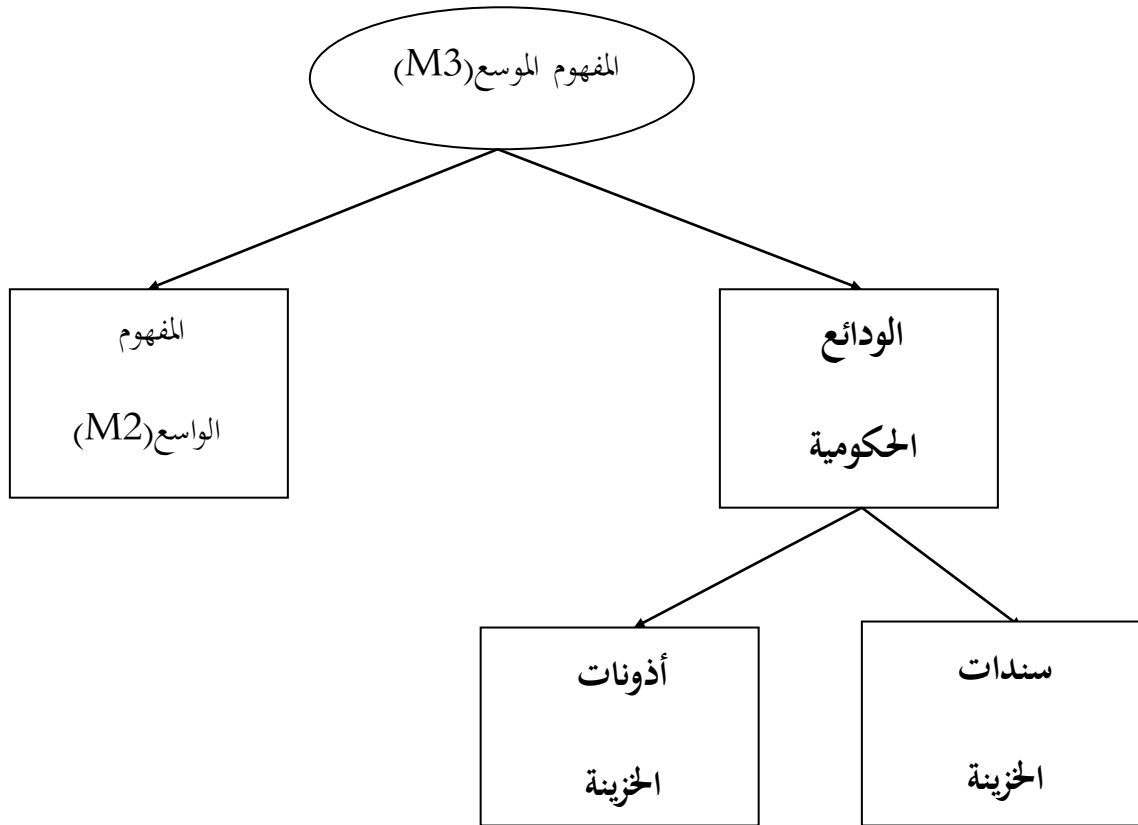 المفهوم الموسع(M3)
الودائع
الحكومية
المفهوم
الواسع(M2)
سندات
الخزينة
أذونات
الخزينة